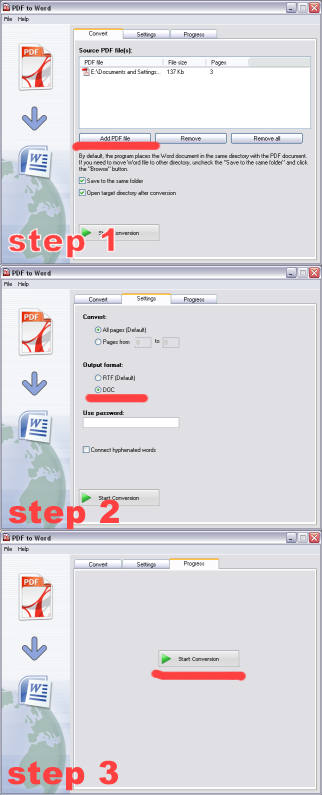 PDF to Word
File Help
Convert Settings Progress
Source PDF file(s):
PDF file File size Pages
E:\Documents and Settings... 137 Kb 3
Add PDF file Remove Remove all
By default, the program places the Word document in the same directory with the PDF document.
If you need to move Word file to other directory, uncheck the "Save to the same folder" and click
the "Browse" button.
Save to the same folder
Open target directory after conversion
PDF
W
Conversion
step 1
PDF to Word
File Help
Convert Settings Progress
Convert:
All pages (Default)
Pages from 0 to 0
Output format:
RTF (Default)
DOC
Use password:
Connect hyphenated words
PDF
W
Start Conversion
step 2
PDF to Word
File Help
Convert Settings Progress
PDF
W
Start Conversion
step 3